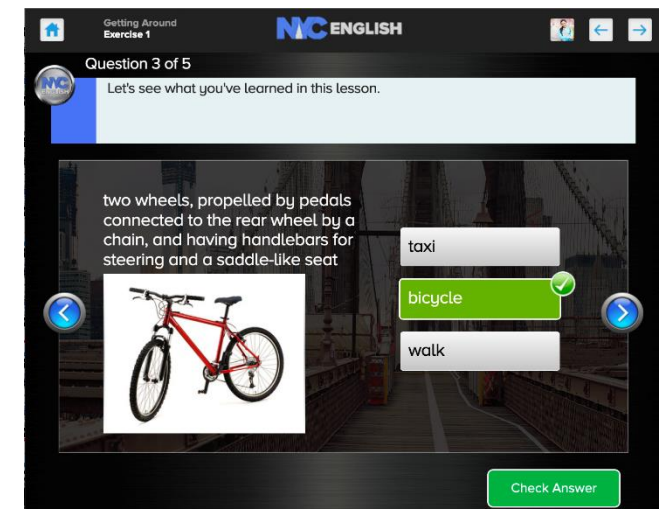 Getting Around
Exercise 1
NYC ENGLISH
Question 3 of 5
NYC
ENGLISH
Let's see what you've learned in this lesson.
two wheels, propelled by pedals
connected to the rear wheel by a
chain, and having handlebars for
steering and a saddle-like seat
taxi
bicycle
walk
Check Answer